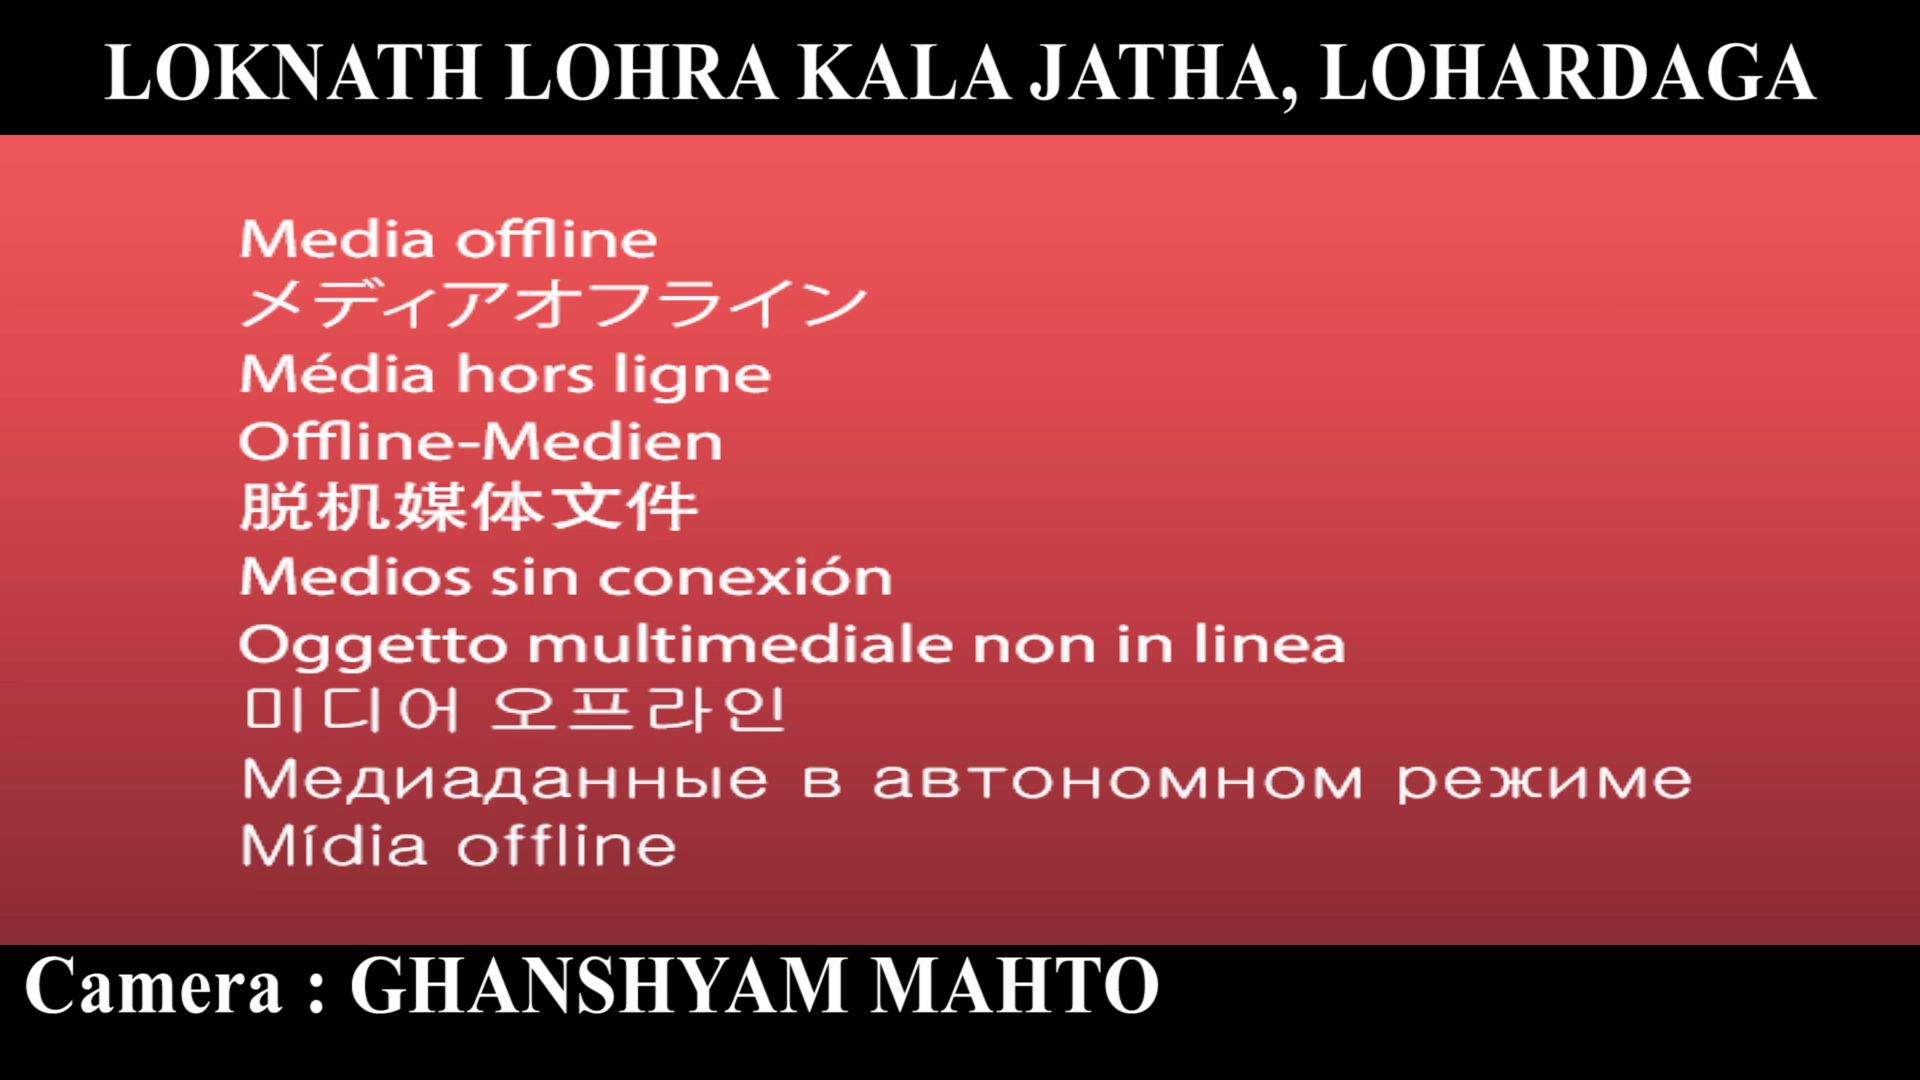 LOKNATH LOHRA KALA JATHA, LOHARDAGA
Media offline
メディアオフライン
Média hors ligne
Offline-Medien
脱机媒体文件
Medios sin conexión
Oggetto multimediale non in linea
미디어 오프라인
Медиаданные в автономном режиме
Mídia offline
Camera : GHANSHYAM MAHTO